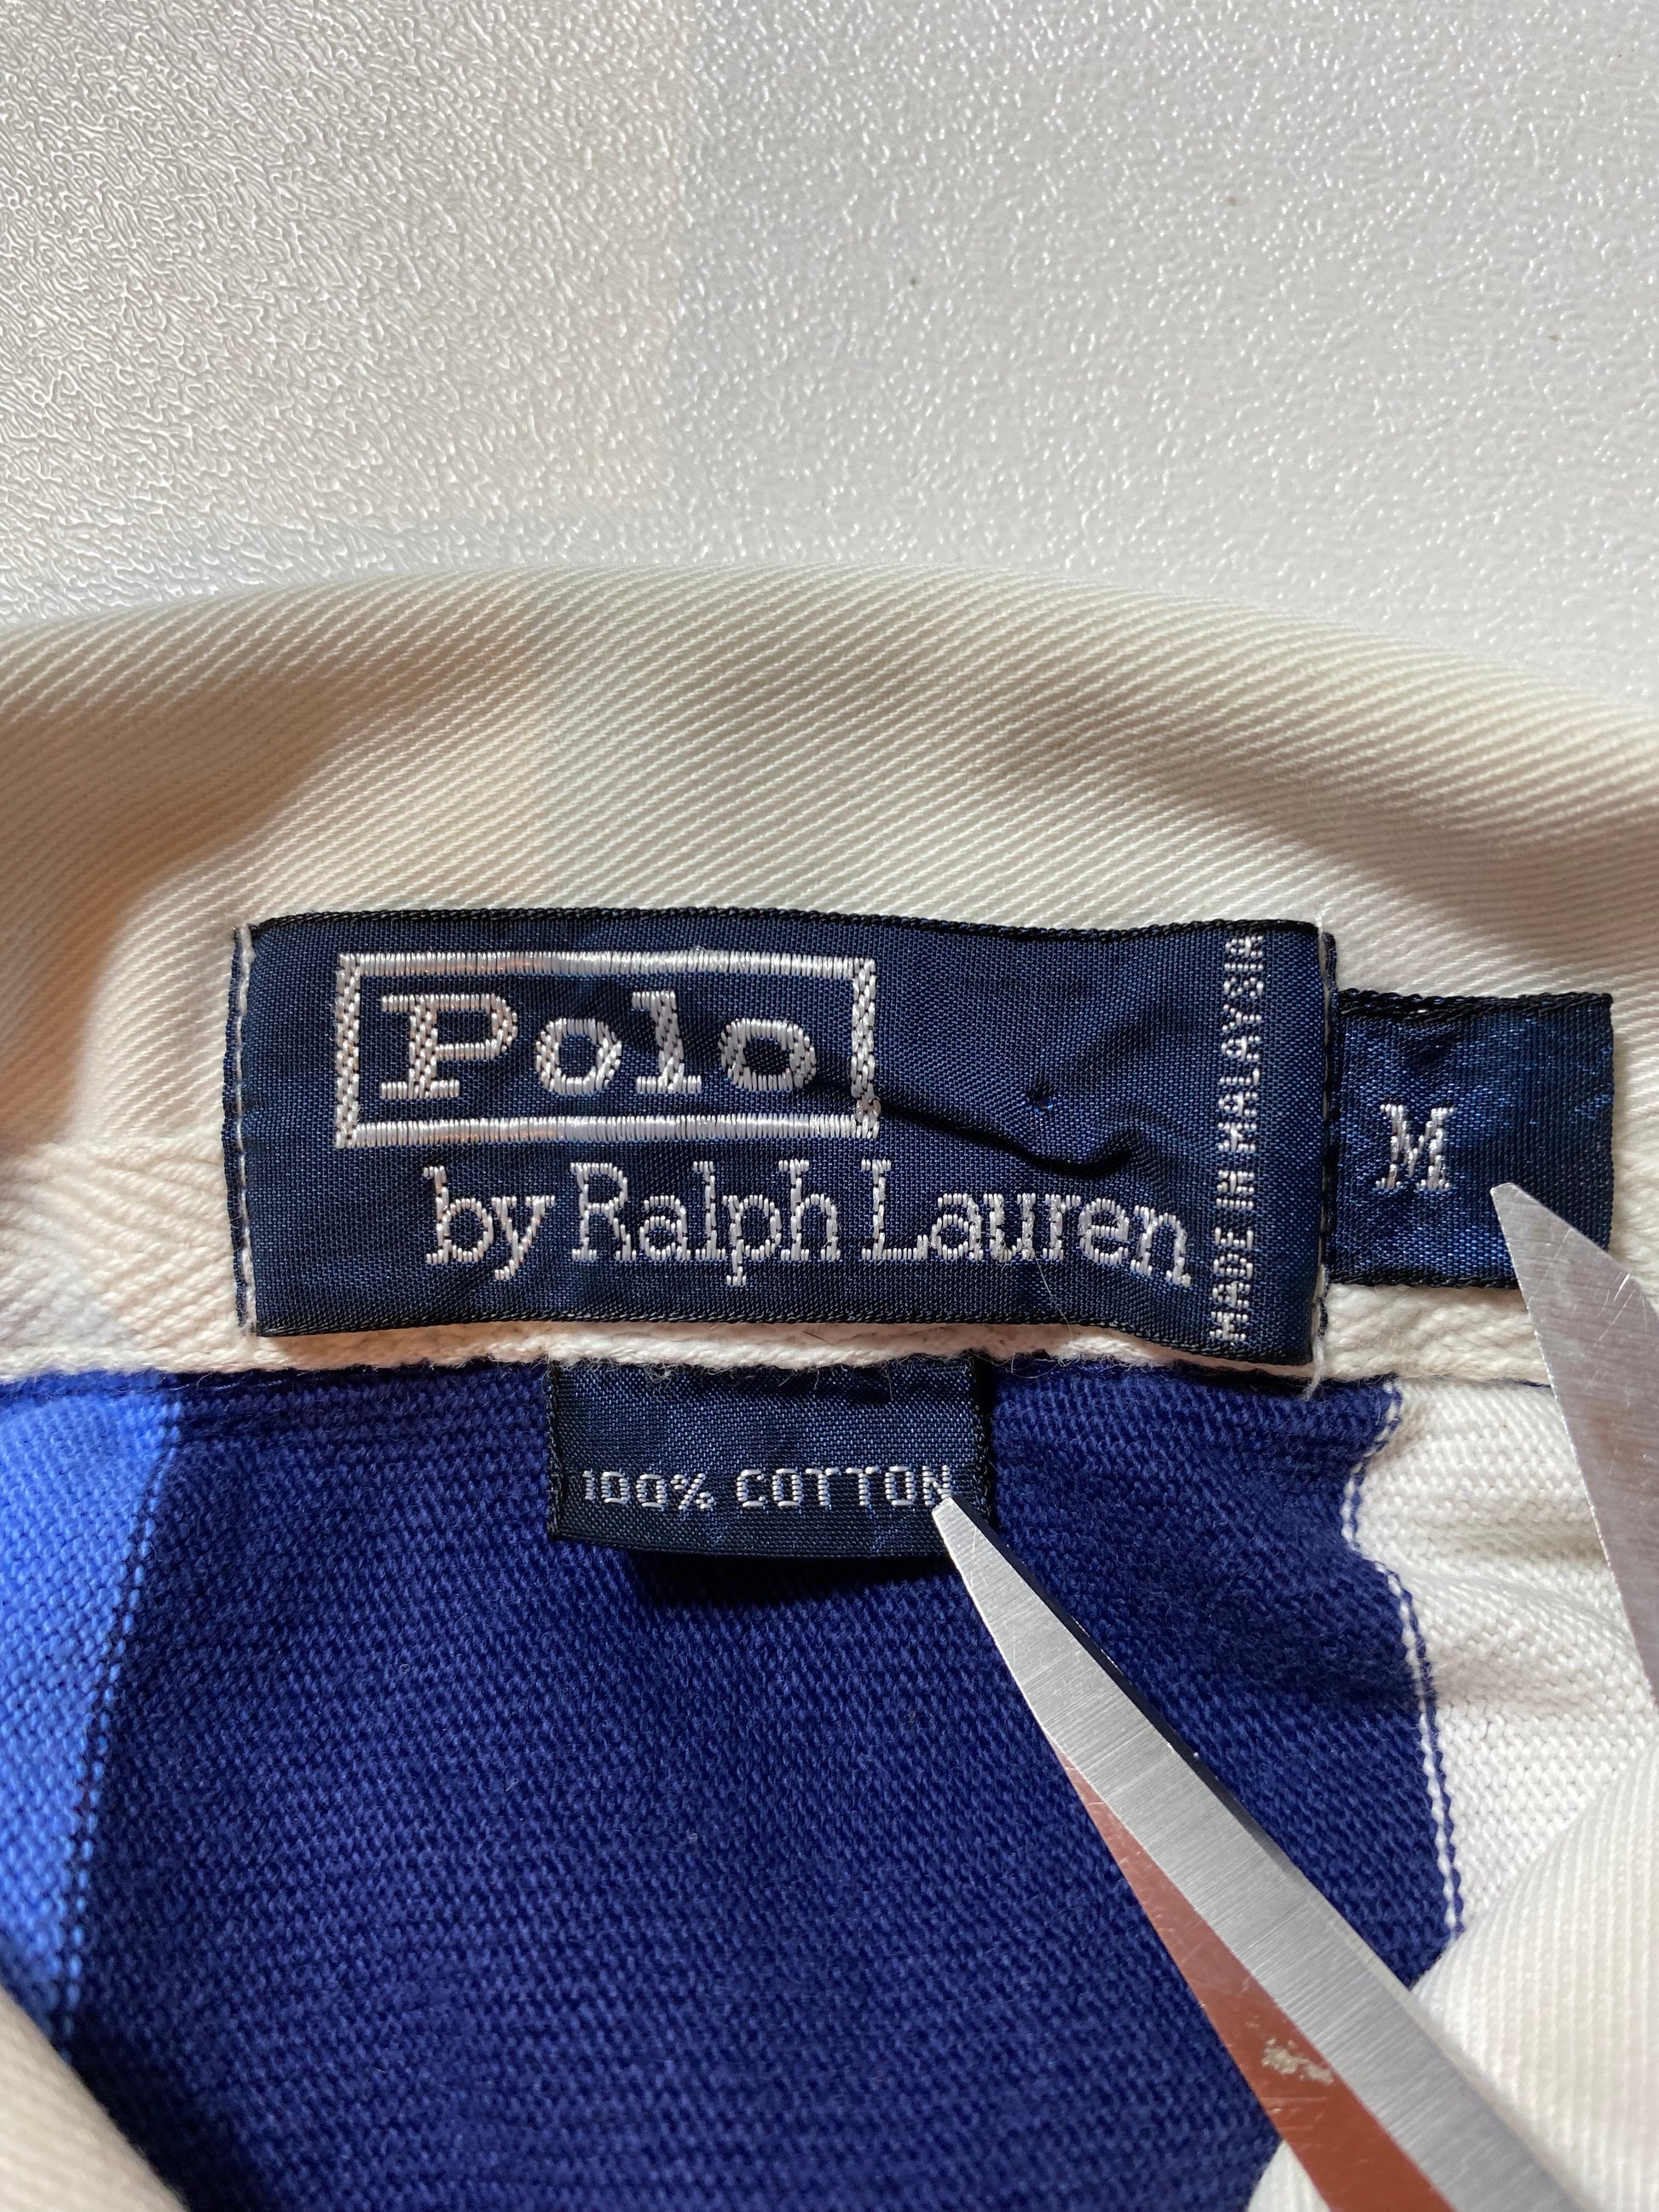 Polo
by Ralph Lauren
MADE IN MALAYSIA
M
100% COTTON